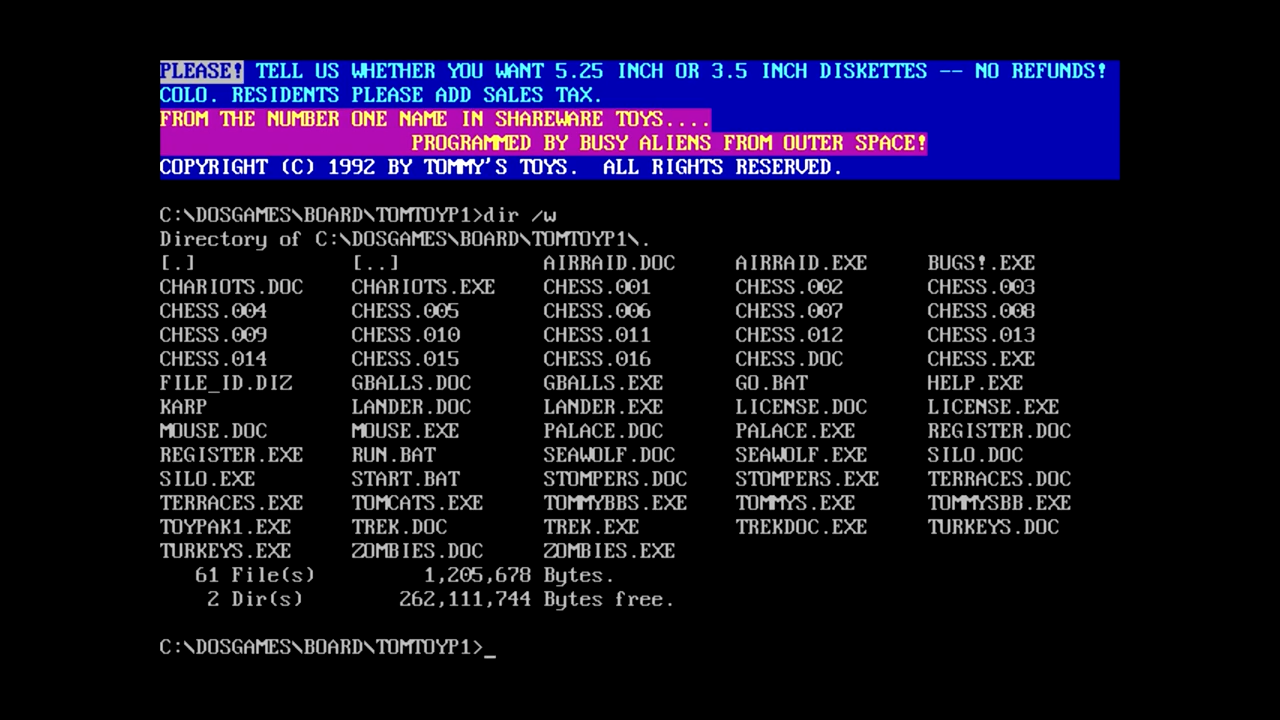 PLEASE! TELL US WHETHER YOU WANT 5.25 INCH OR 3.5 INCH DISKETTES -- NO REFUNDS!
COLO. RESIDENTS PLEASE ADD SALES TAX.
FROM THE NUMBER ONE NAME IN SHAREWARE TOYS....
PROGRAMMED BY BUSY ALIENS FROM OUTER SPACE!
COPYRIGHT (C) 1992 BY TOMMY'S TOYS.  ALL RIGHTS RESERVED.
C:\DOSGAMES\BOARD\TOMTOYP1>dir /w
Directory of C:\DOSGAMES\BOARD\TOMTOYP1\.
[.] [..] AIRRAID.DOC AIRRAID.EXE BUGS!.EXE
CHARIOTS.DOC CHARIOTS.EXE CHESS.001 CHESS.002 CHESS.003
CHESS.004 CHESS.005 CHESS.006 CHESS.007 CHESS.008
CHESS.009 CHESS.010 CHESS.011 CHESS.012 CHESS.013
CHESS.014 CHESS.015 CHESS.016 CHESS.DOC CHESS.EXE
FILE_ID.DIZ GBALLS.DOC GBALLS.EXE GO.BAT HELP.EXE
KARP LANDER.DOC LANDER.EXE LICENSE.DOC LICENSE.EXE
MOUSE.DOC MOUSE.EXE PALACE.DOC PALACE.EXE REGISTER.DOC
REGISTER.EXE RUN.BAT SEAWOLF.DOC SEAWOLF.EXE SILO.DOC
SILO.EXE START.BAT STOMPERS.DOC STOMPERS.EXE TERRACES.DOC
TERRACES.EXE TOMCATS.EXE TOMMYBBS.EXE TOMMYS.EXE TOMMYSBB.EXE
TOYPAK1.EXE TREK.DOC TREK.EXE TREKDOC.EXE TURKEYS.DOC
TURKEYS.EXE ZOMBIES.DOC ZOMBIES.EXE
61 File(s) 1,205,678 Bytes.
2 Dir(s) 262,111,744 Bytes free.
C:\DOSGAMES\BOARD\TOMTOYP1>_